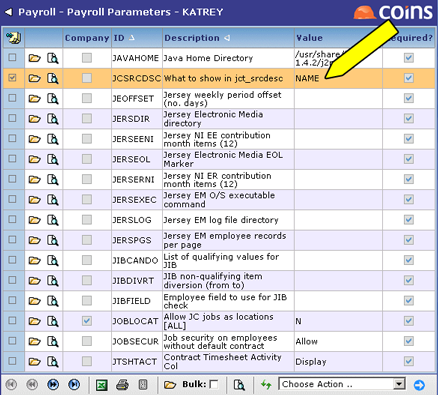 Payroll - Payroll Parameters - KATREY
coins
Company ID Description Value equired?
JAVAHOME Java Home Directory /usr/share/
1.4.2/j2r
JCSRCDSC What to show in jct_srcdesc NAME
JEOFFSET Jersey weekly period offset
(no. days)
JERSDIR Jersey Electronic Media
directory
JERSEENI Jersey NI EE contribution
month items (12)
JERSEOL Jersey Electronic Media EOL
Marker
JERSERNI Jersey NI ER contribution
month items (12)
JERSEXEC Jersey EM O/S executable
command
JERSLOG Jersey EM log file directory
JERSPGS Jersey EM employee records
per page
JIBCANDO List of qualifying values for
JIB
JIBDIVRT JIB non-qualifying item
diversion (from to)
JIBFIELD Employee field to use for JIB
check
JOBLOCAT Allow JC jobs as locations
[ALL] N
JOBSECUR Job security on employees
without default contract Allow
JTSHTACT Contract Timesheet Activity
Col Display
Bulk: Choose Action ..